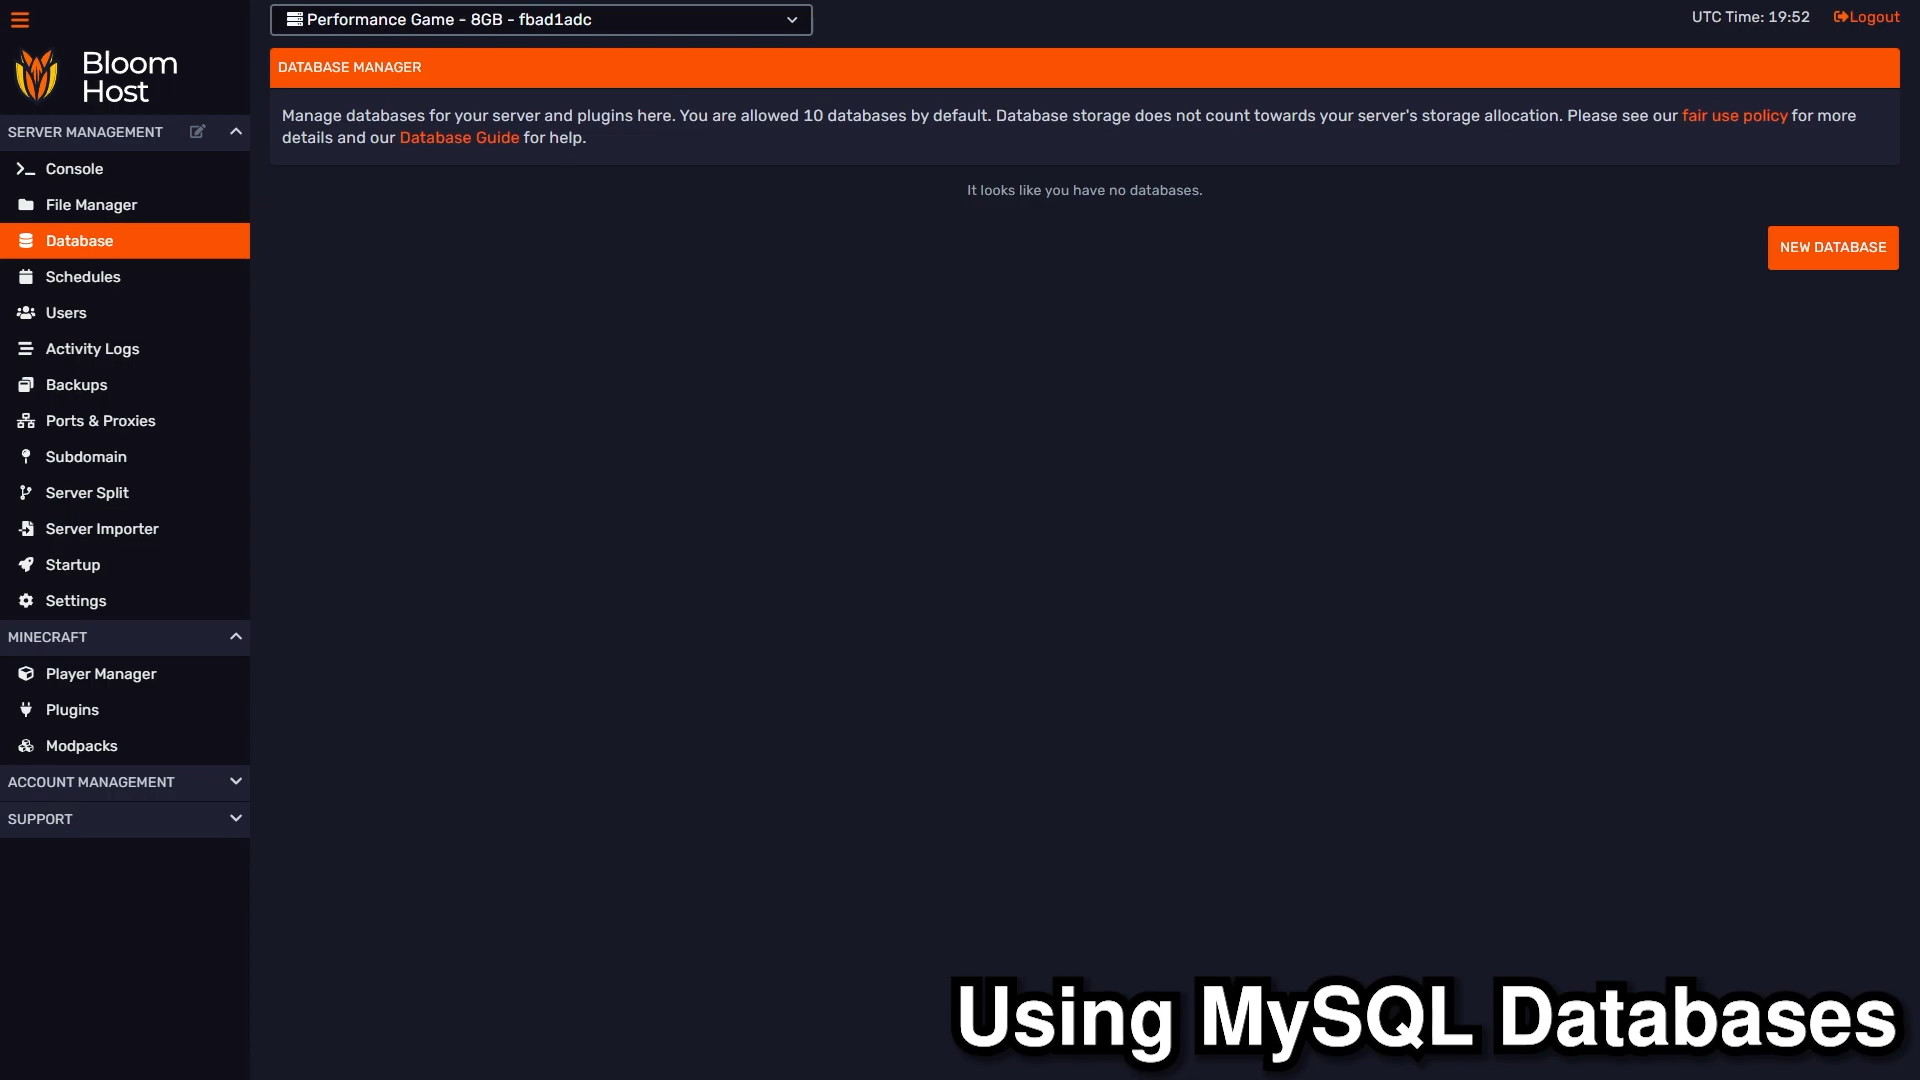 Performance Game - 8GB - fbad1adc
UTC Time: 19:52
Logout
Bloom
Host
SERVER MANAGEMENT
Console
File Manager
Database
Schedules
Users
Activity Logs
Backups
Ports & Proxies
Subdomain
Server Split
Server Importer
Startup
Settings
MINECRAFT
Player Manager
Plugins
Modpacks
ACCOUNT MANAGEMENT
SUPPORT
DATABASE MANAGER
Manage databases for your server and plugins here. You are allowed 10 databases by default. Database storage does not count towards your server's storage allocation. Please see our fair use policy for more
details and our Database Guide for help.
It looks like you have no databases.
NEW DATABASE
Using MySQL Databases